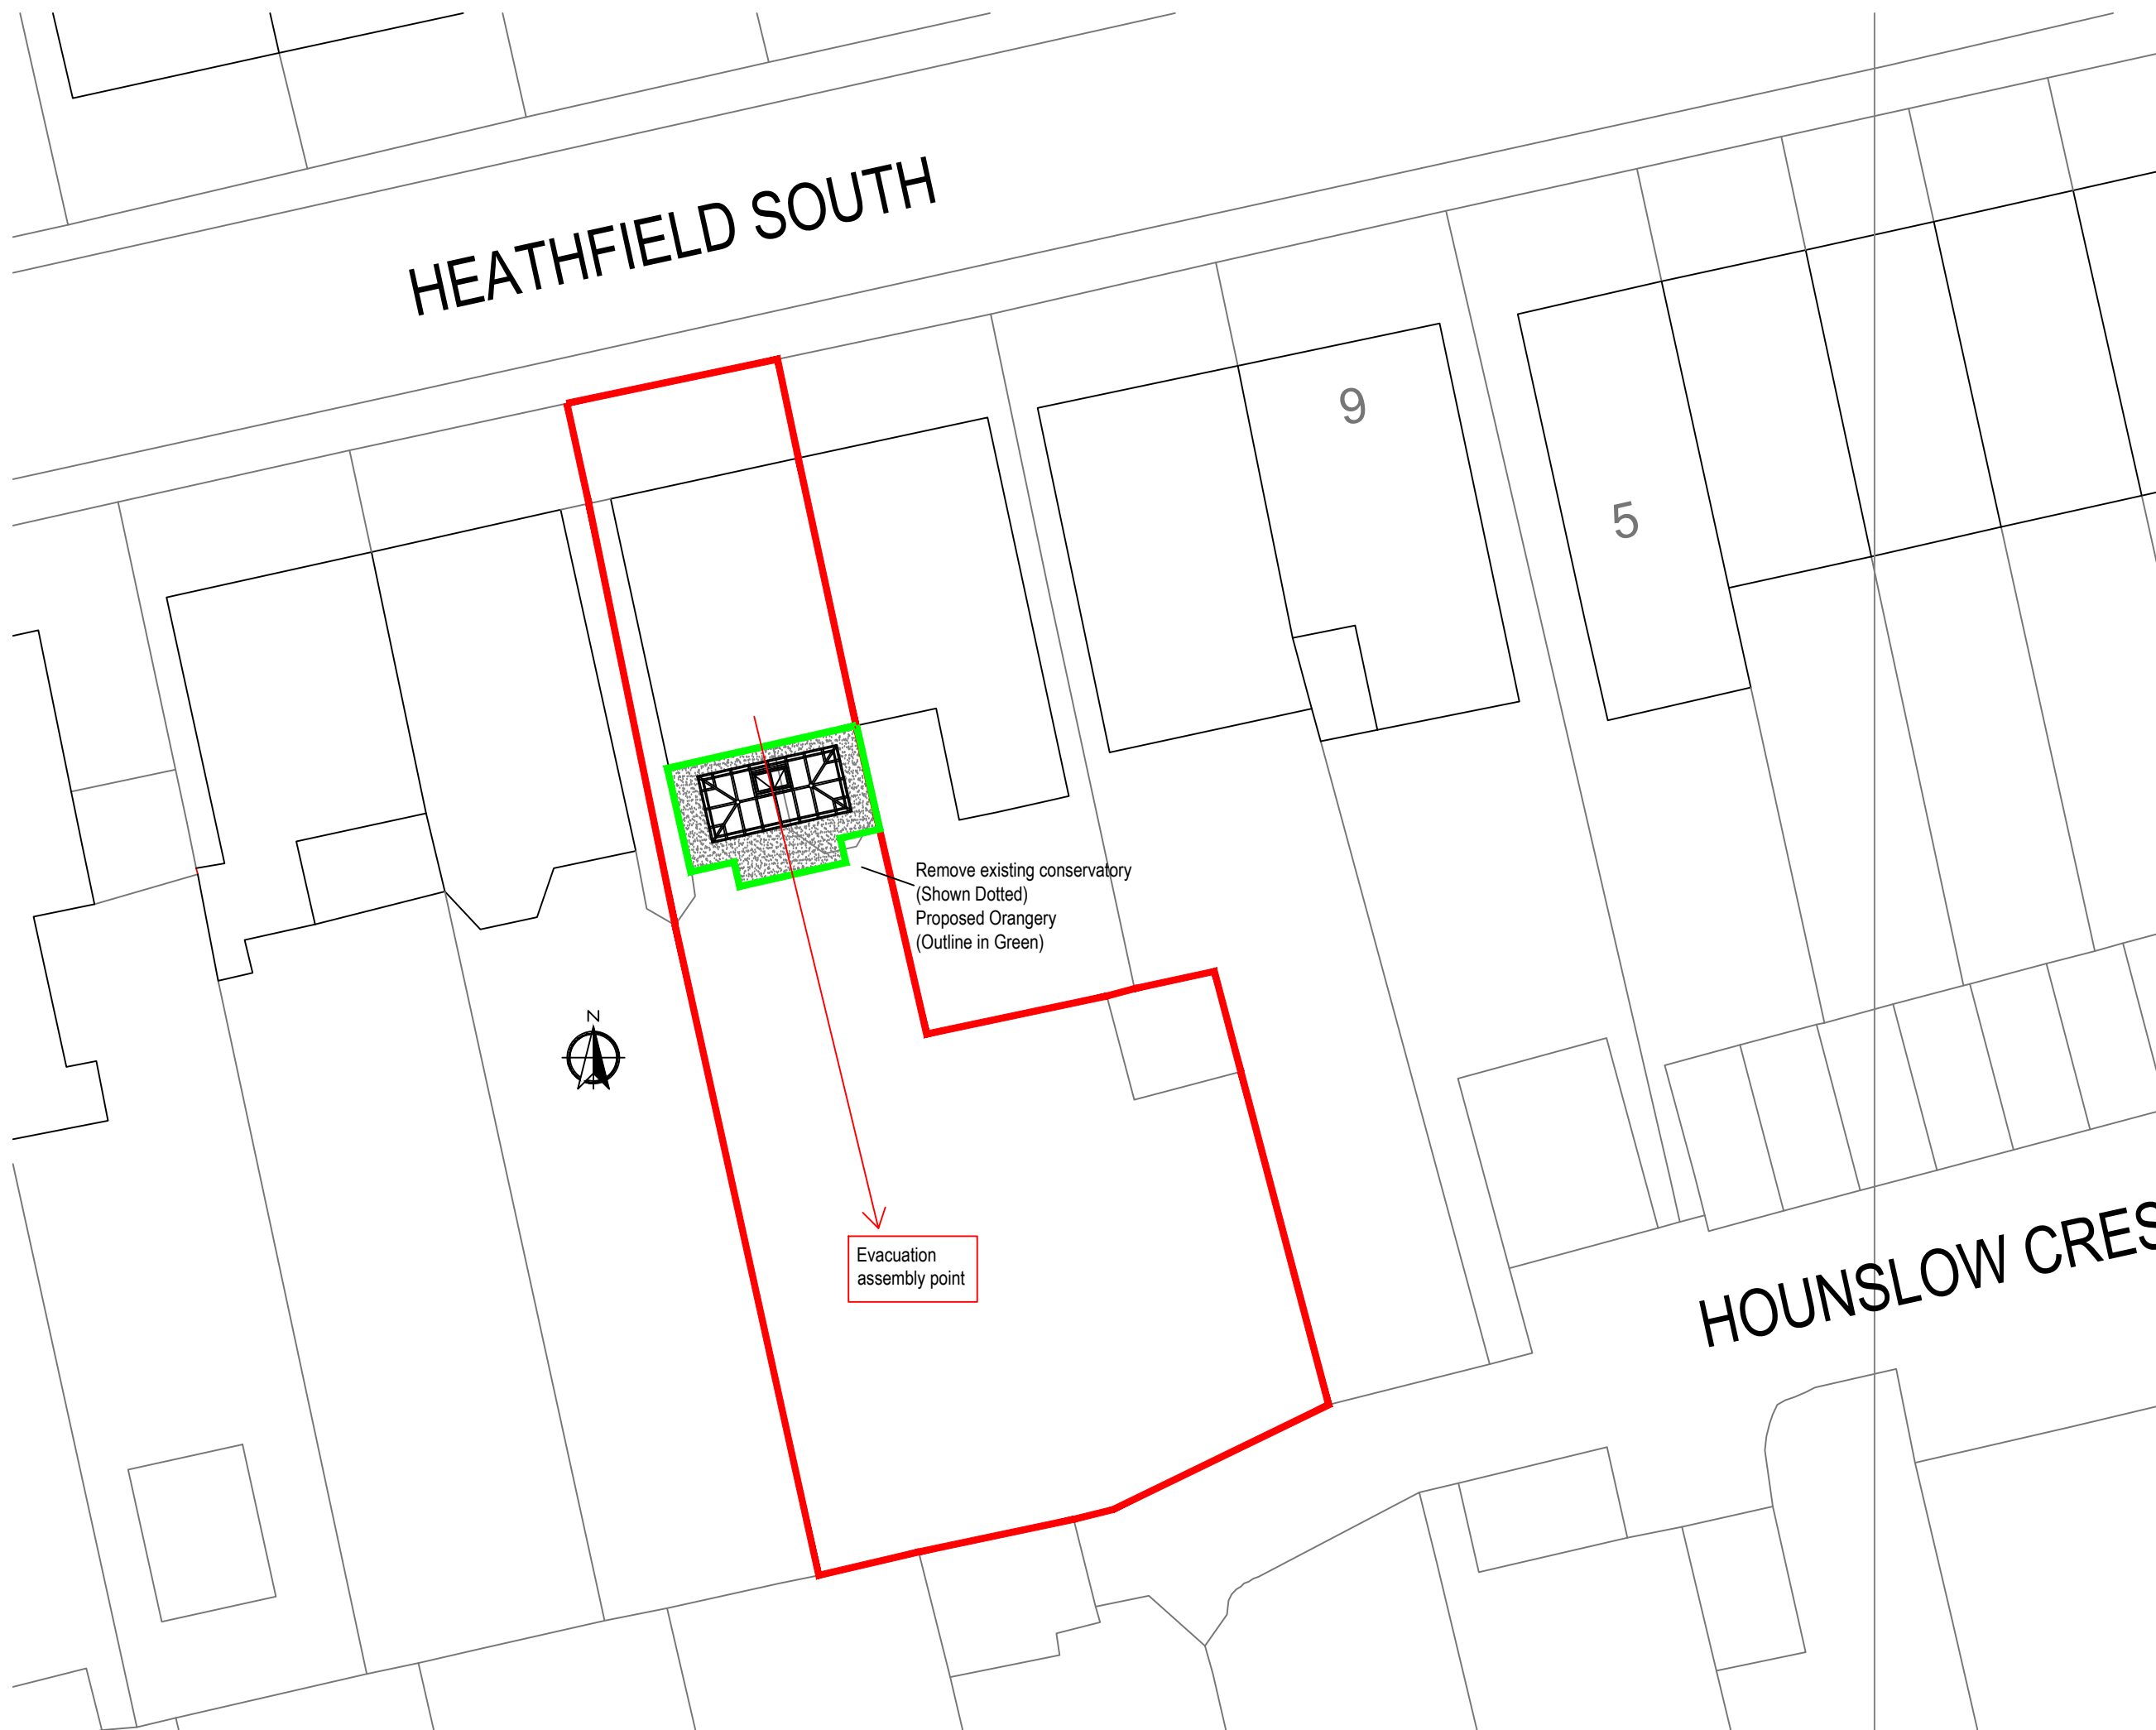 HEATHFIELD SOUTH
9
5
Remove existing conservatory
(Shown Dotted)
Proposed Orangery
(Outline in Green)
N
Evacuation
assembly point
HOUNSLOW CRES